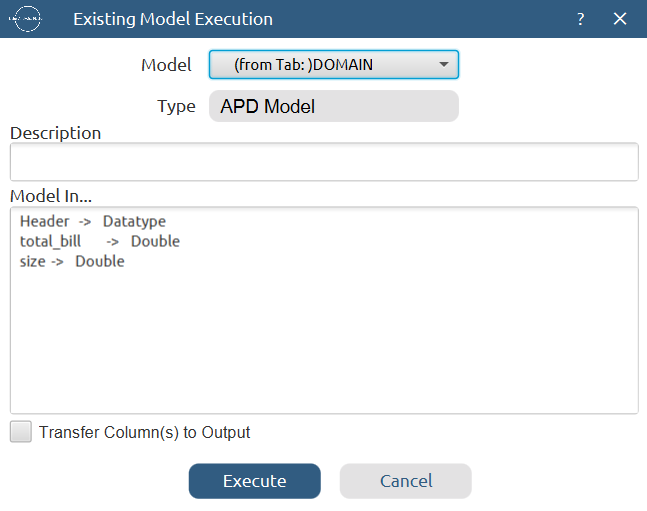 Existing Model Execution ?
Model (from Tab: )DOMAIN
Type APD Model
Description
Model In...
Header -> Datatype
total_bill -> Double
size -> Double
Transfer Column(s) to Output
Execute Cancel